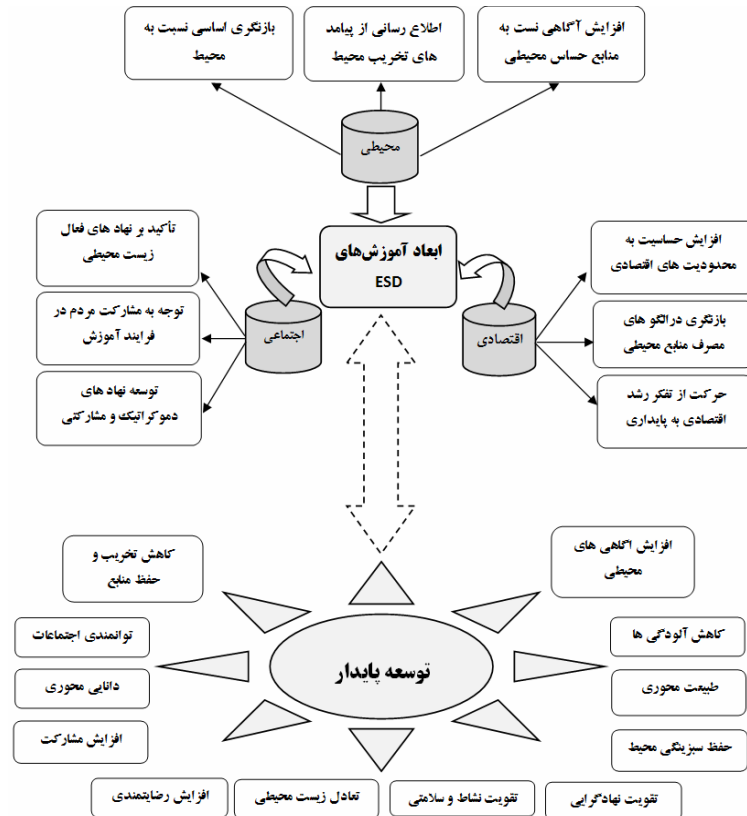 افزایش آگاهی نست به
منابع حساس محیطی
اطلاع رسانی از پیامد
های تخریب محیط
بازنگری اساسی نسبت به
محیط
محیطی
ابعاد آموزش‌های
ESD
افزایش حساسیت به
محدودیت های اقتصادی
بازنگری درالگو های
مصرف منابع محیطی
حرکت از تفکر رشد
اقتصادی به پایداری
اقتصادی
اجتماعی
تأکید بر نهاد های فعال
زیست محیطی
توجه به مشارکت مردم در
فرایند آموزش
توسعه نهاد های
دموکراتیک و مشارکتی
افزایش اگاهی های
محیطی
کاهش تخریب و
حفظ منابع
کاهش آلودگی ها
طبیعت محوری
حفظ سبزینگی محیط
توسعه پایدار
توانمندی اجتماعات
دانایی محوری
افزایش مشارکت
تقویت نهادگرایی
تقویت نشاط و سلامتی
تعادل زیست محیطی
افزایش رضایتمندی